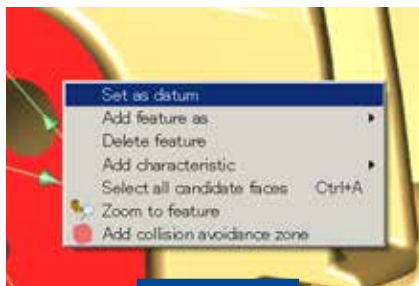 Set as datum
Add feature as
Delete feature
Add characteristic
Select all candidate faces Ctrl+A
Zoom to feature
Add collision avoidance zone